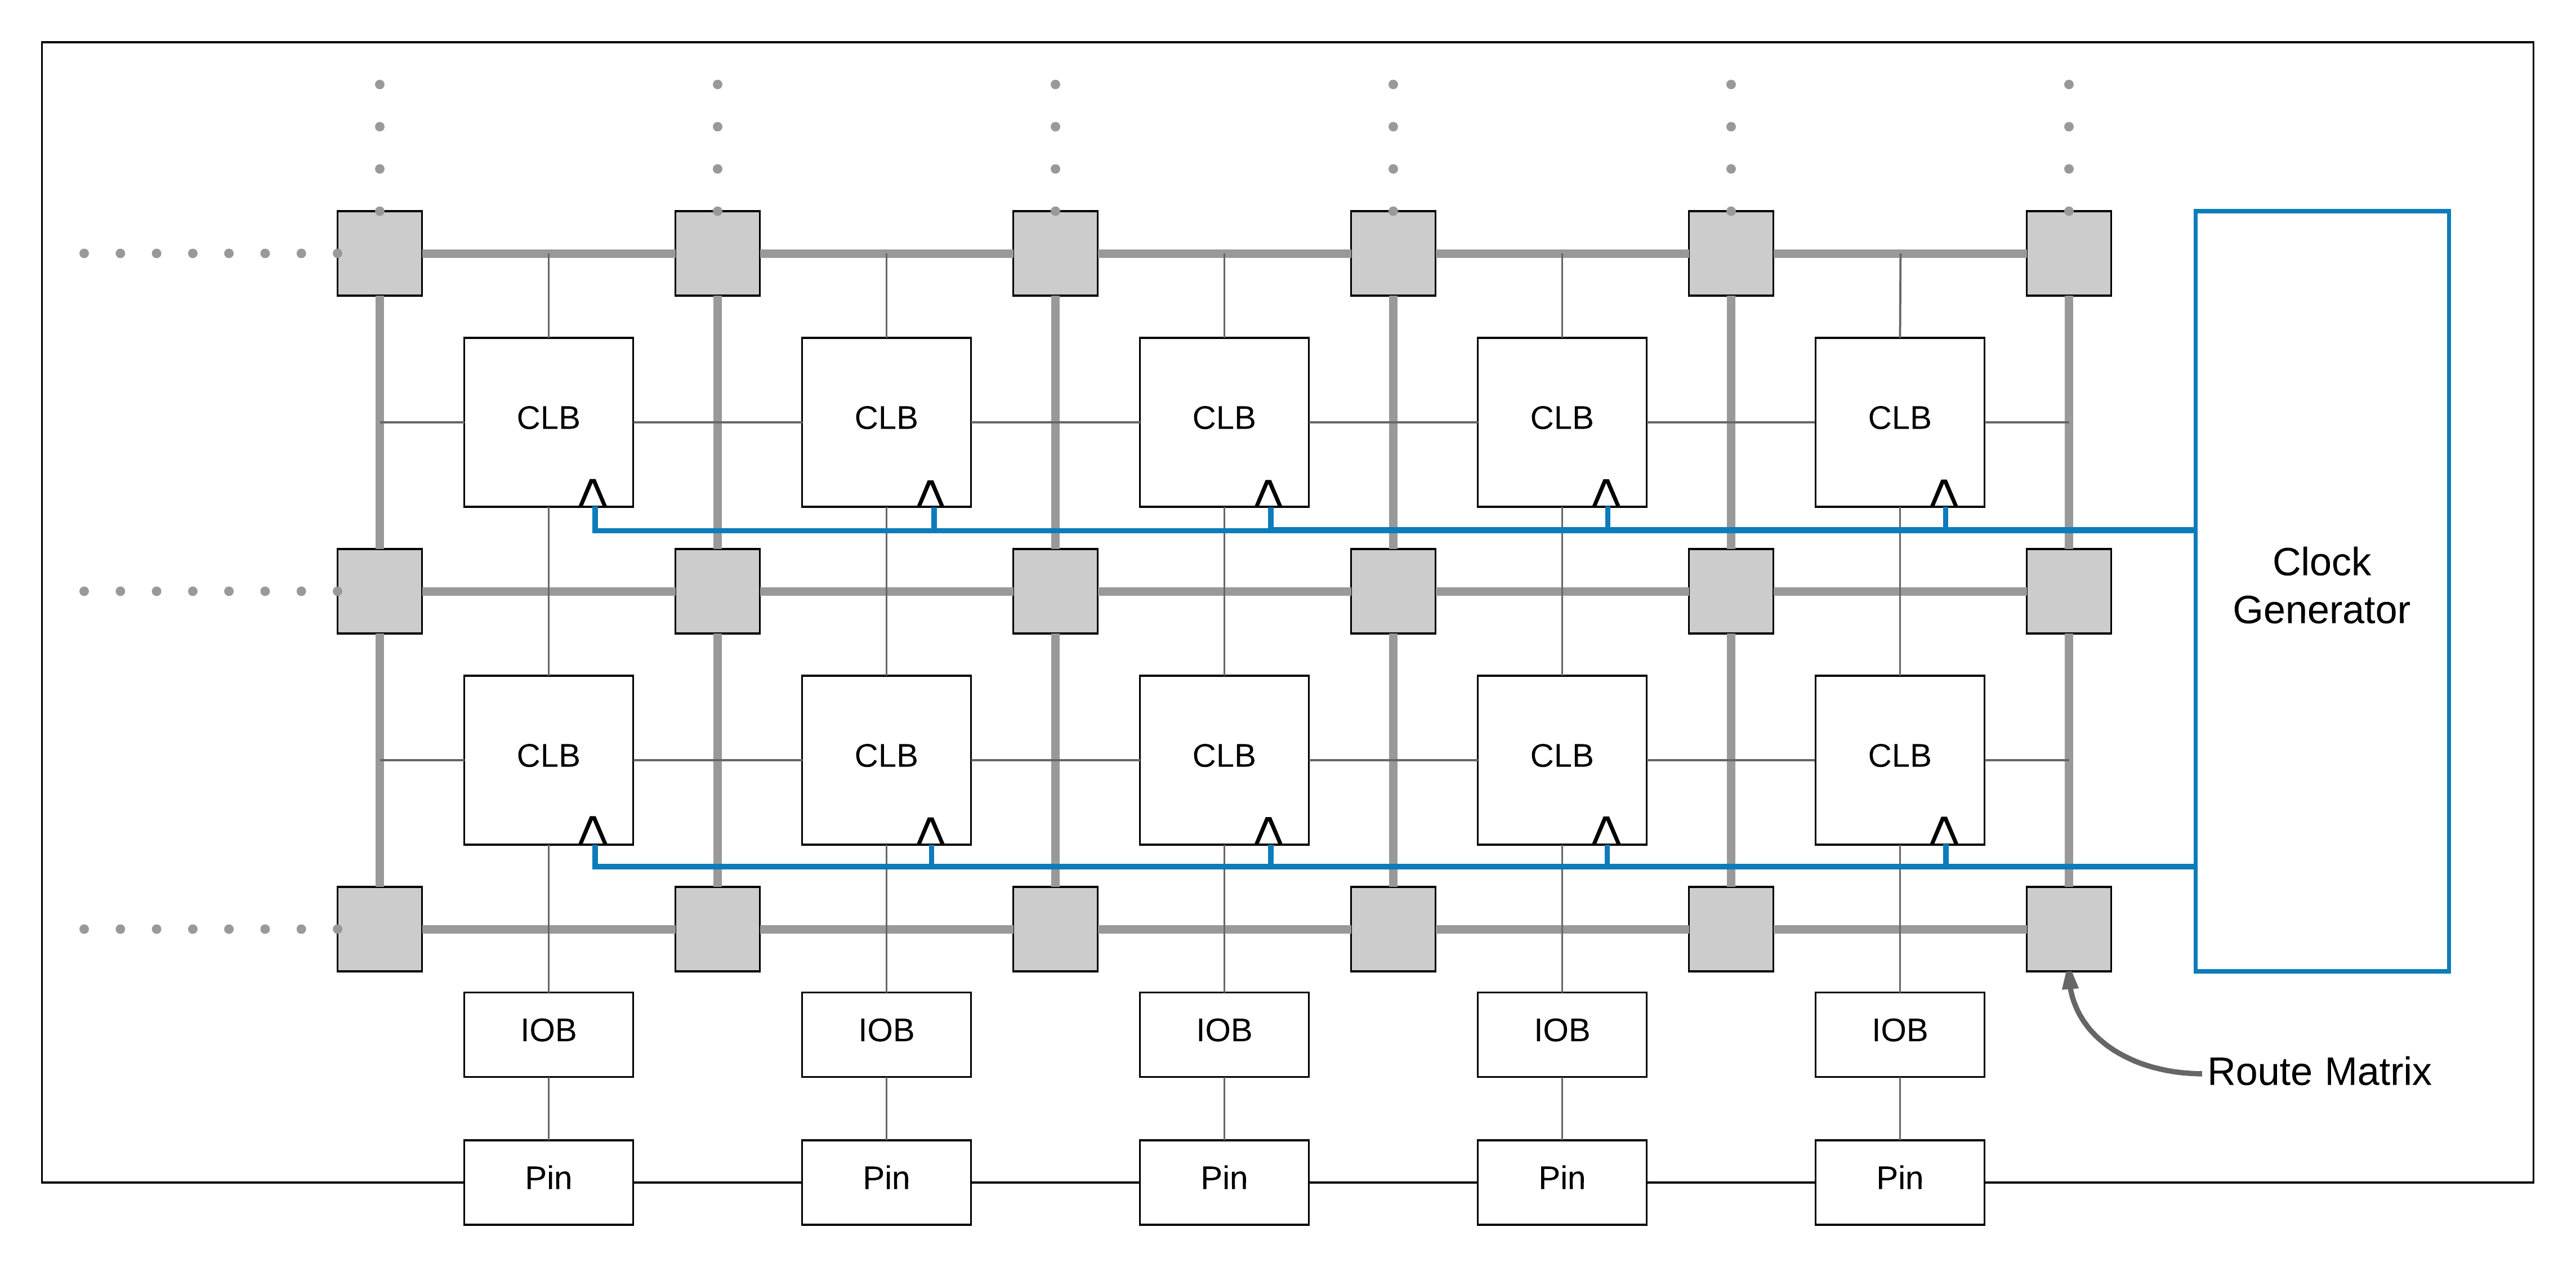 CLB CLB CLB CLB CLB
Clock
Generator
CLB CLB CLB CLB CLB
IOB IOB IOB IOB IOB
Route Matrix
Pin Pin Pin Pin Pin